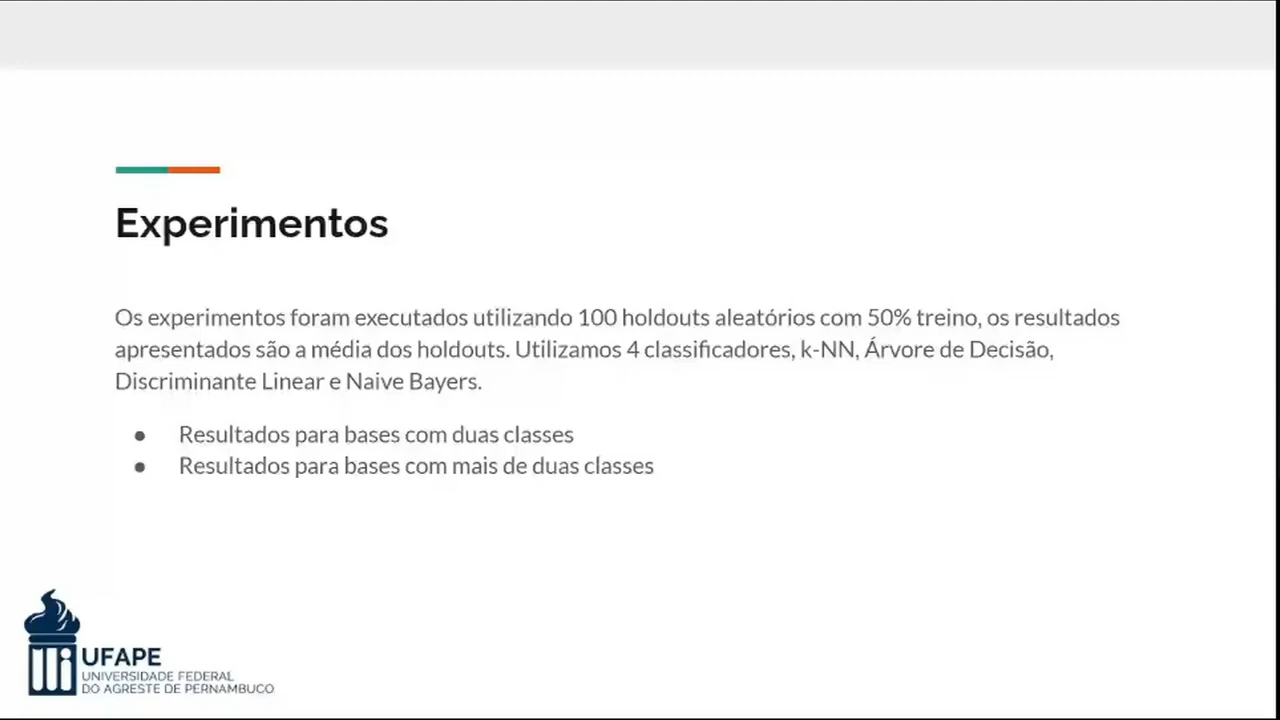 Experimentos
Os experimentos foram executados utilizando 100 holdouts aleatórios com 50% treino, os resultados
apresentados são a média dos holdouts. Utilizamos 4 classificadores, k-NN, Árvore de Decisão,
Discriminante Linear e Naive Bayers.
● Resultados para bases com duas classes
● Resultados para bases com mais de duas classes
UFAPE
UNIVERSIDADE FEDERAL
DO AGRESTE DE PERNAMBUCO